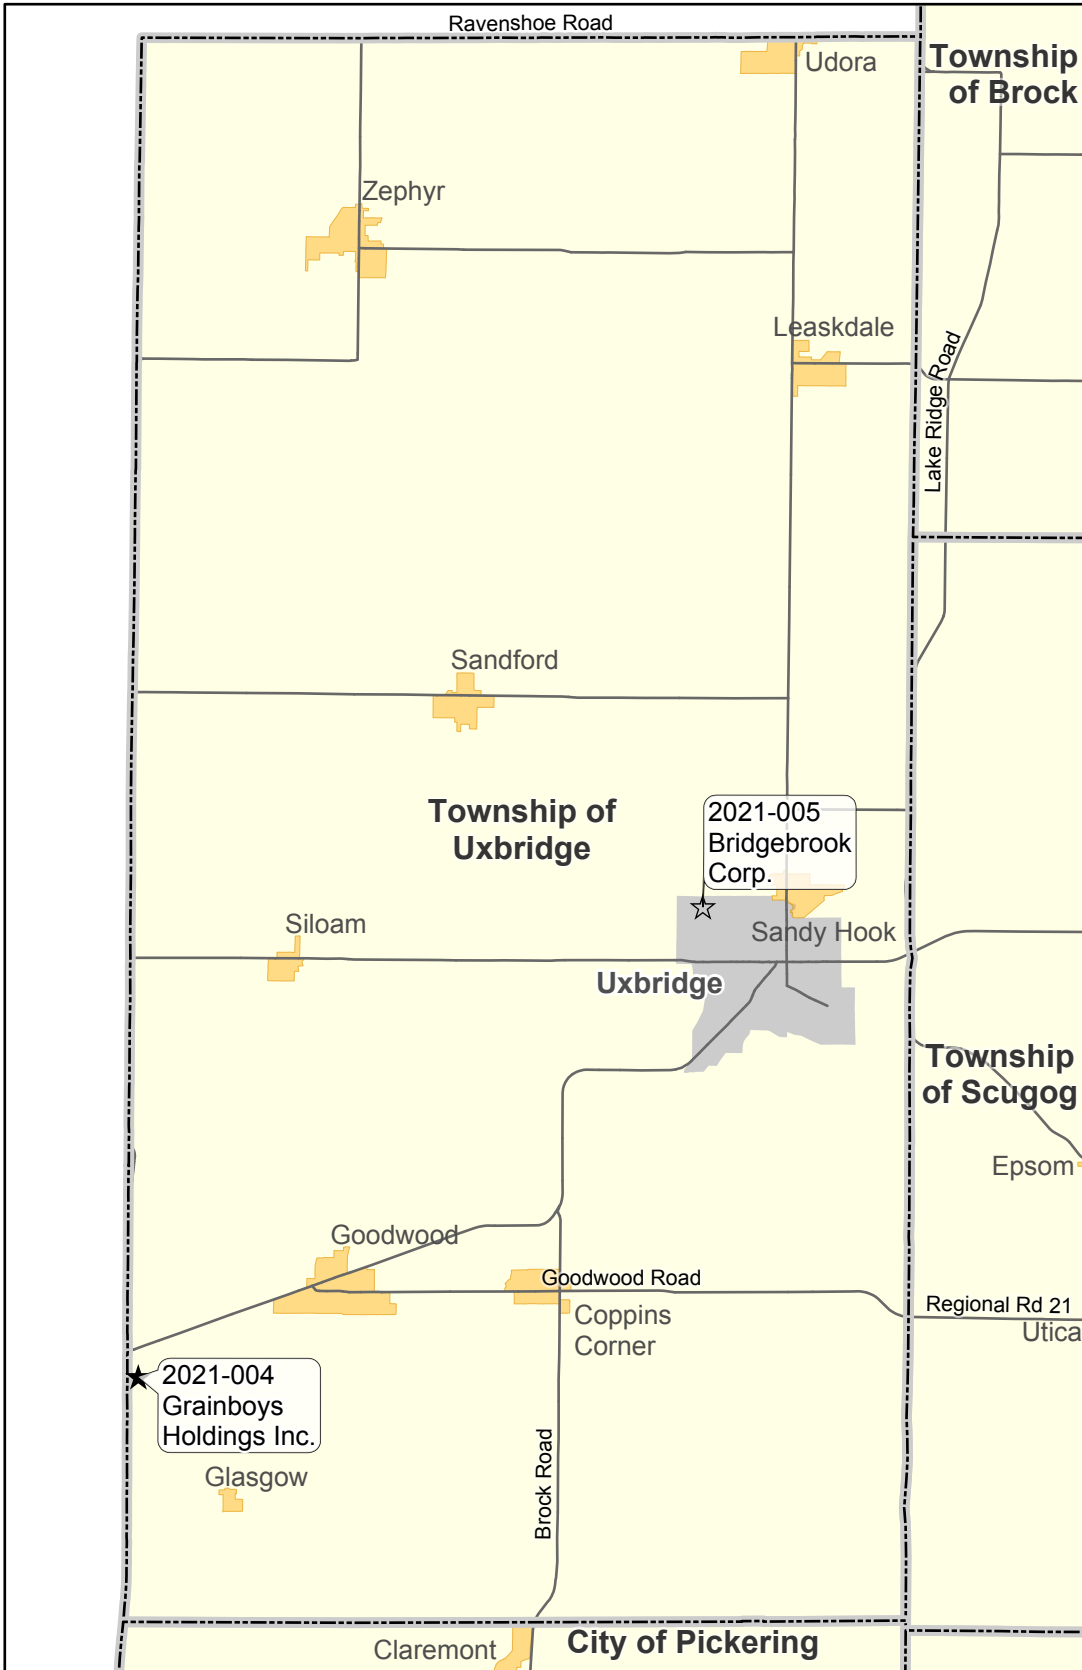 Ravenshoe Road
Udora
Township
of Brock
Zephyr
Leaskdale
Lake Ridge Road
Sandford
Township of
Uxbridge
2021-005
Bridgebrook
Corp.
Siloam
Sandy Hook
Uxbridge
Township
of Scugog
Epsom
Goodwood
Goodwood Road
Coppins
Corner
Regional Rd 21
Utica
2021-004
Grainboys
Holdings Inc.
Glasgow
Brock Road
Claremont
City of Pickering